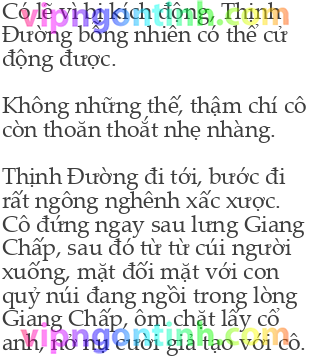 Có lẽ vì bị kích động, Thịnh
Đường bỗng nhiên có thể cử
động được.
Không những thế, thậm chí cô
còn thoăn thoắt nhẹ nhàng.
Thịnh Đường đi tới, bước đi
rất ngông nghênh xấc xược.
Cô đứng ngay sau lưng Giang
Chấp, sau đó từ từ cúi người
xuống, mặt đối mặt với con
quỷ núi đang ngồi trong lòng
Giang Chấp, ôm chặt lấy cổ
anh, nở nụ cười giả tạo với cô.
vipngontinh.com
vipngontinh.com